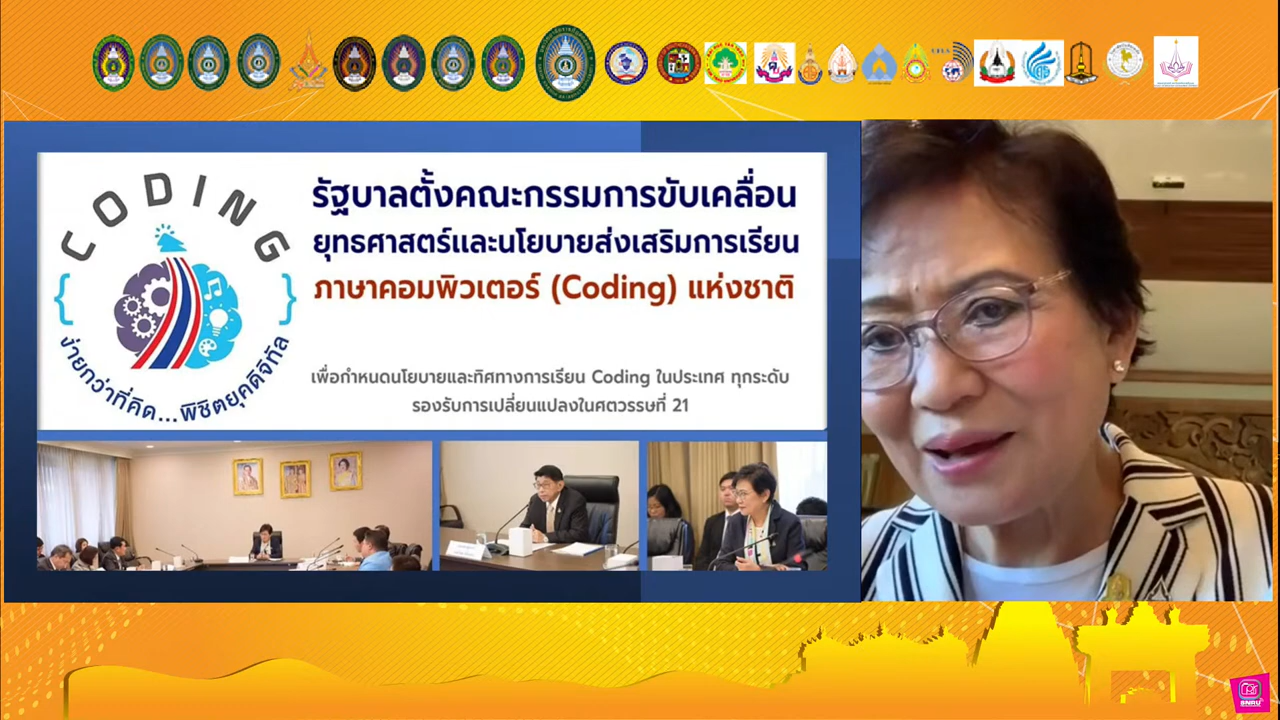 CODING
ง่ายกว่าที่คิด...พิชิตยุคดิจิทัล
รัฐบาลตั้งคณะกรรมการขับเคลื่อน
ยุทธศาสตร์และนโยบายส่งเสริมการเรียน
ภาษาคอมพิวเตอร์ (Coding) แห่งชาติ
เพื่อกำหนดนโยบายและทิศทางการเรียน Coding ในประเทศ ทุกระดับ
รองรับการเปลี่ยนแปลงในศตวรรษที่ 21